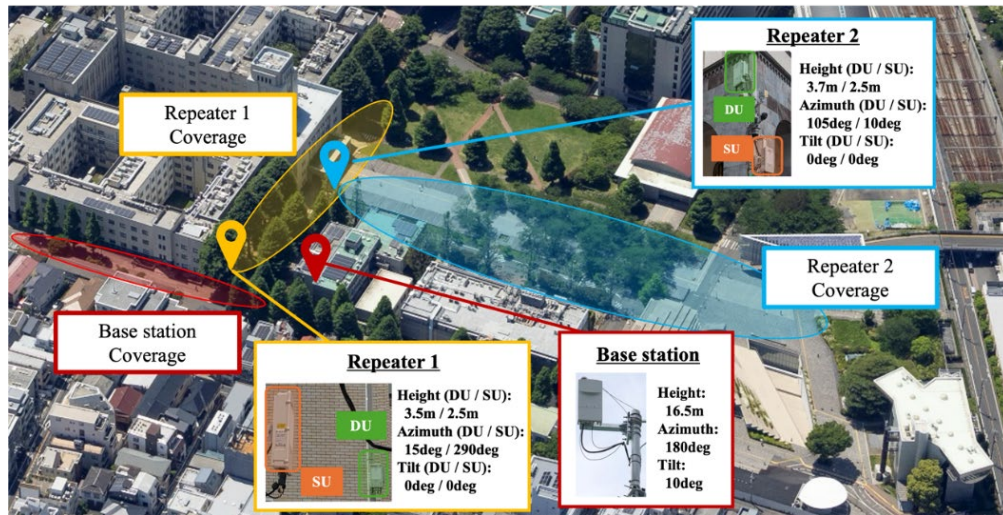 Repeater 2
Height (DU / SU):
3.7m / 2.5m
Azimuth (DU / SU):
105deg / 10deg
Tilt (DU / SU):
0deg / 0deg
DU
SU
Repeater 1
Coverage
Repeater 2
Coverage
Base station
Coverage
Repeater 1
Height (DU / SU):
3.5m / 2.5m
Azimuth (DU / SU):
15deg / 290deg
Tilt (DU / SU):
0deg / 0deg
DU
SU
Base station
Height:
16.5m
Azimuth:
180deg
Tilt:
10deg